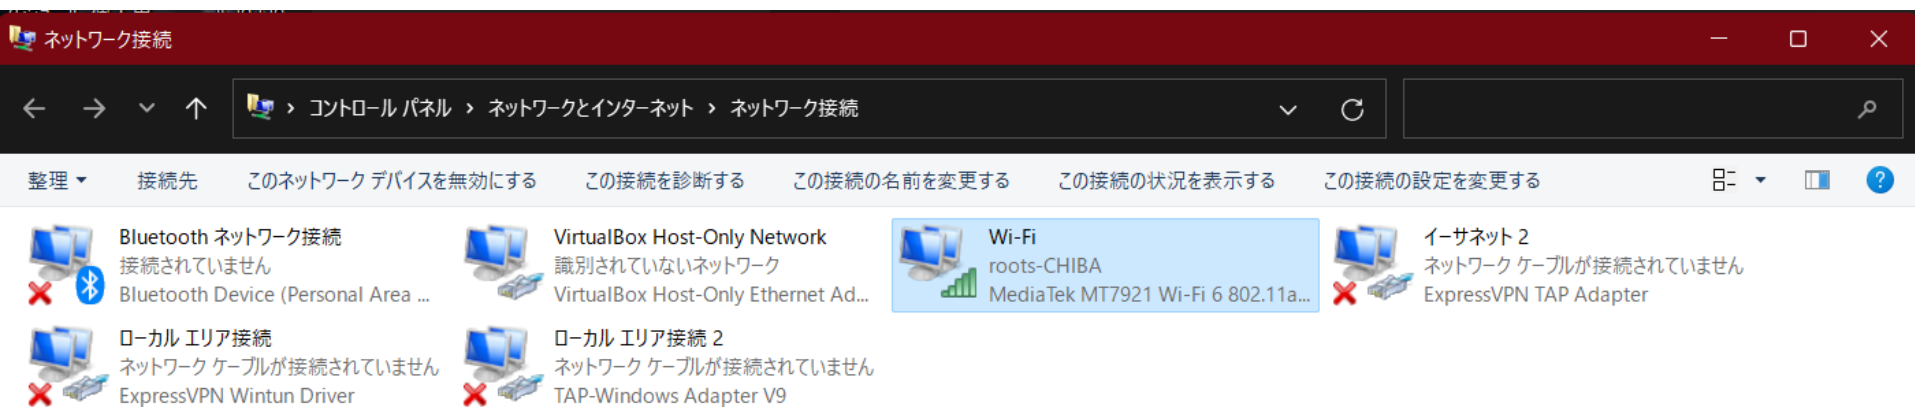 ネットワーク接続
コントロール パネル > ネットワークとインターネット > ネットワーク接続
整理 接続先 このネットワーク デバイスを無効にする この接続を診断する この接続の名前を変更する この接続の状況を表示する この接続の設定を変更する
Bluetooth ネットワーク接続
接続されていません
Bluetooth Device (Personal Area ...
VirtualBox Host-Only Network
識別されていないネットワーク
VirtualBox Host-Only Ethernet Ad...
Wi-Fi
roots-CHIBA
MediaTek MT7921 Wi-Fi 6 802.11a...
イーサネット 2
ネットワーク ケーブルが接続されていません
ExpressVPN TAP Adapter
ローカル エリア接続
ネットワーク ケーブルが接続されていません
ExpressVPN Wintun Driver
ローカル エリア接続 2
ネットワーク ケーブルが接続されていません
TAP-Windows Adapter V9